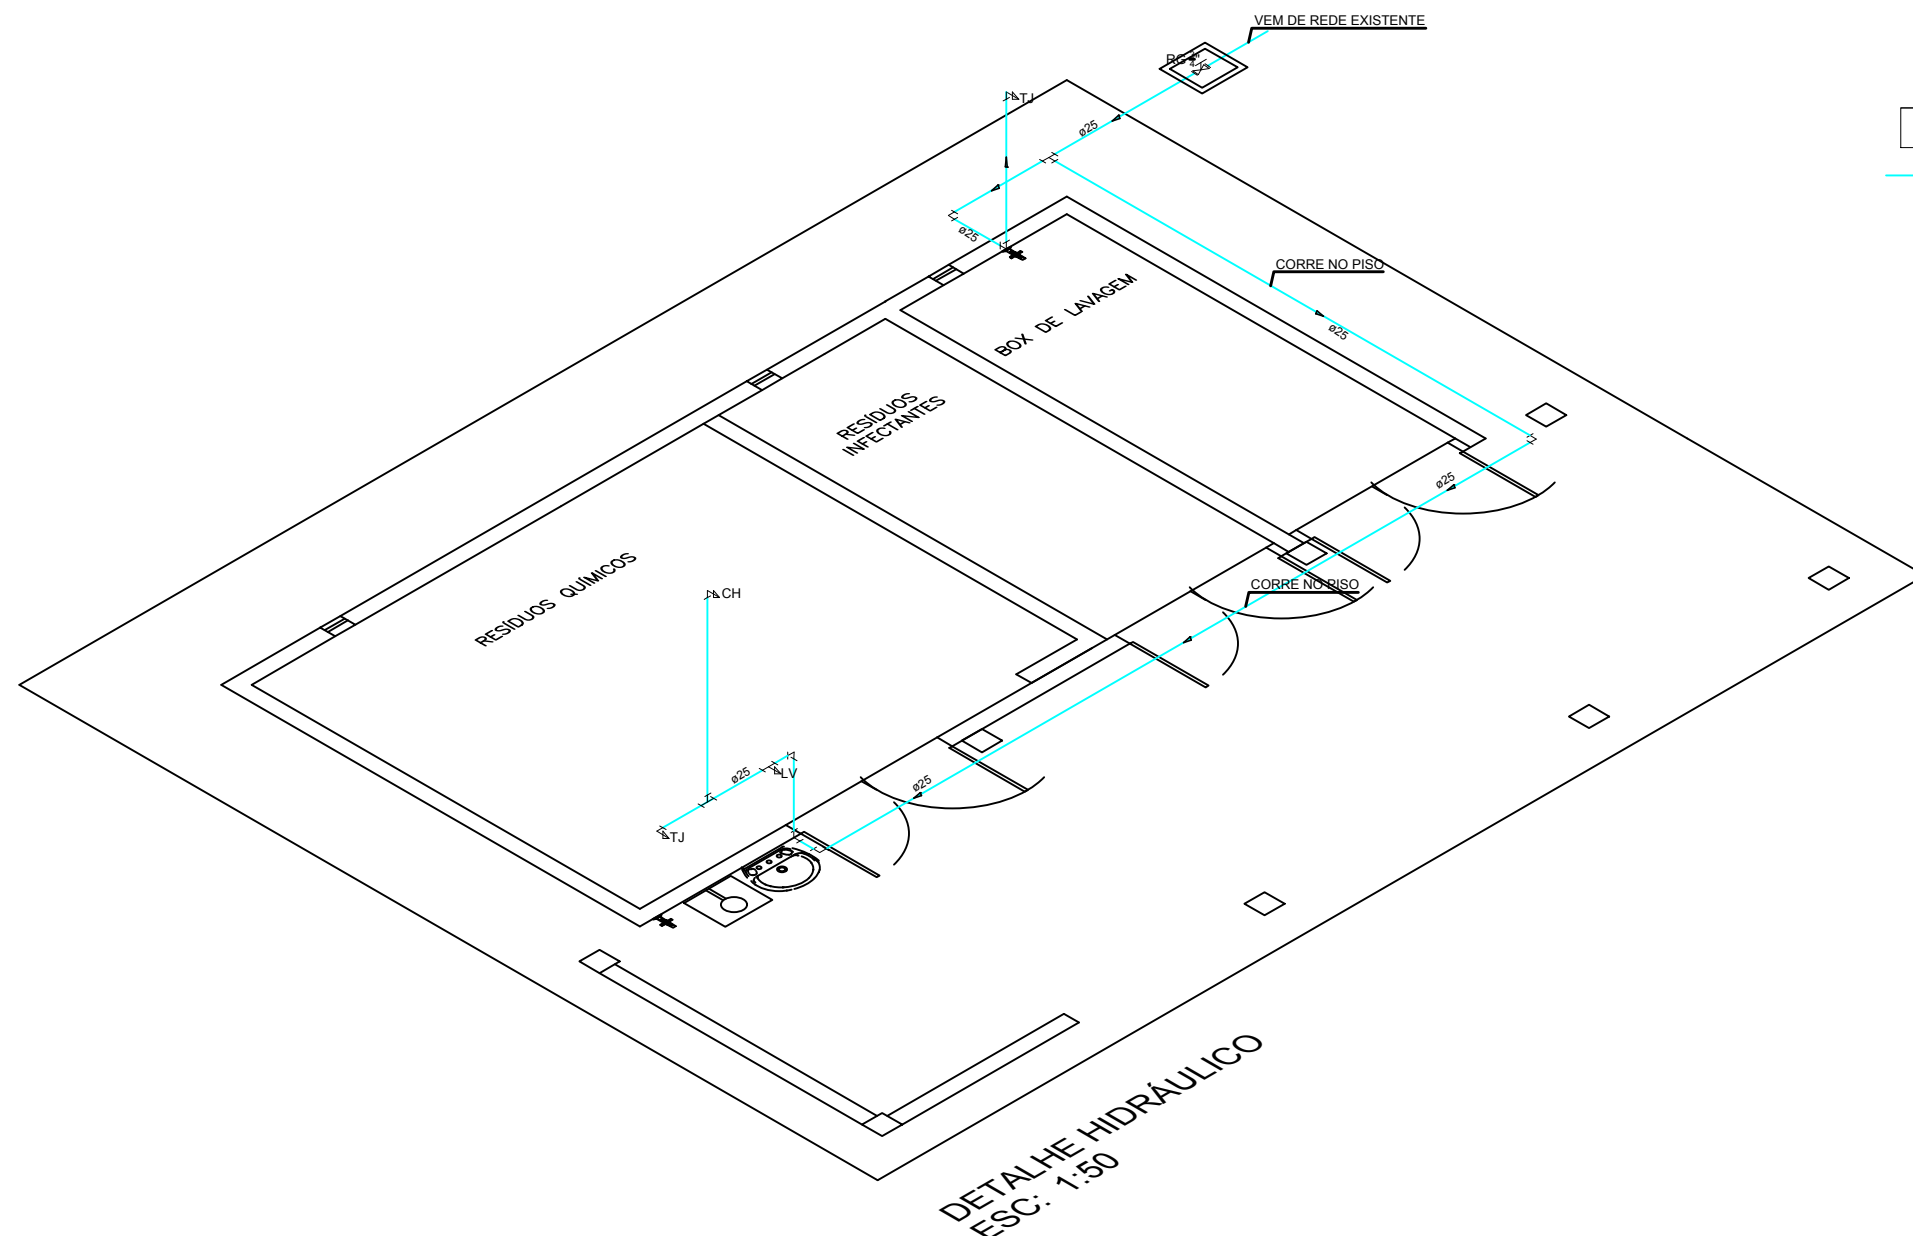 VEM DE REDE EXISTENTE
TJ
ø25
CORRE NO PISO
ø25
ø25
BOX DE LAVAGEM
RESÍDUOS
INFECTANTES
ø25
RESÍDUOS QUÍMICOS
CH
CORRE NO PISO
ø25
LV
ø25
TJ
DETALHE HIDRÁULICO
ESC: 1:50